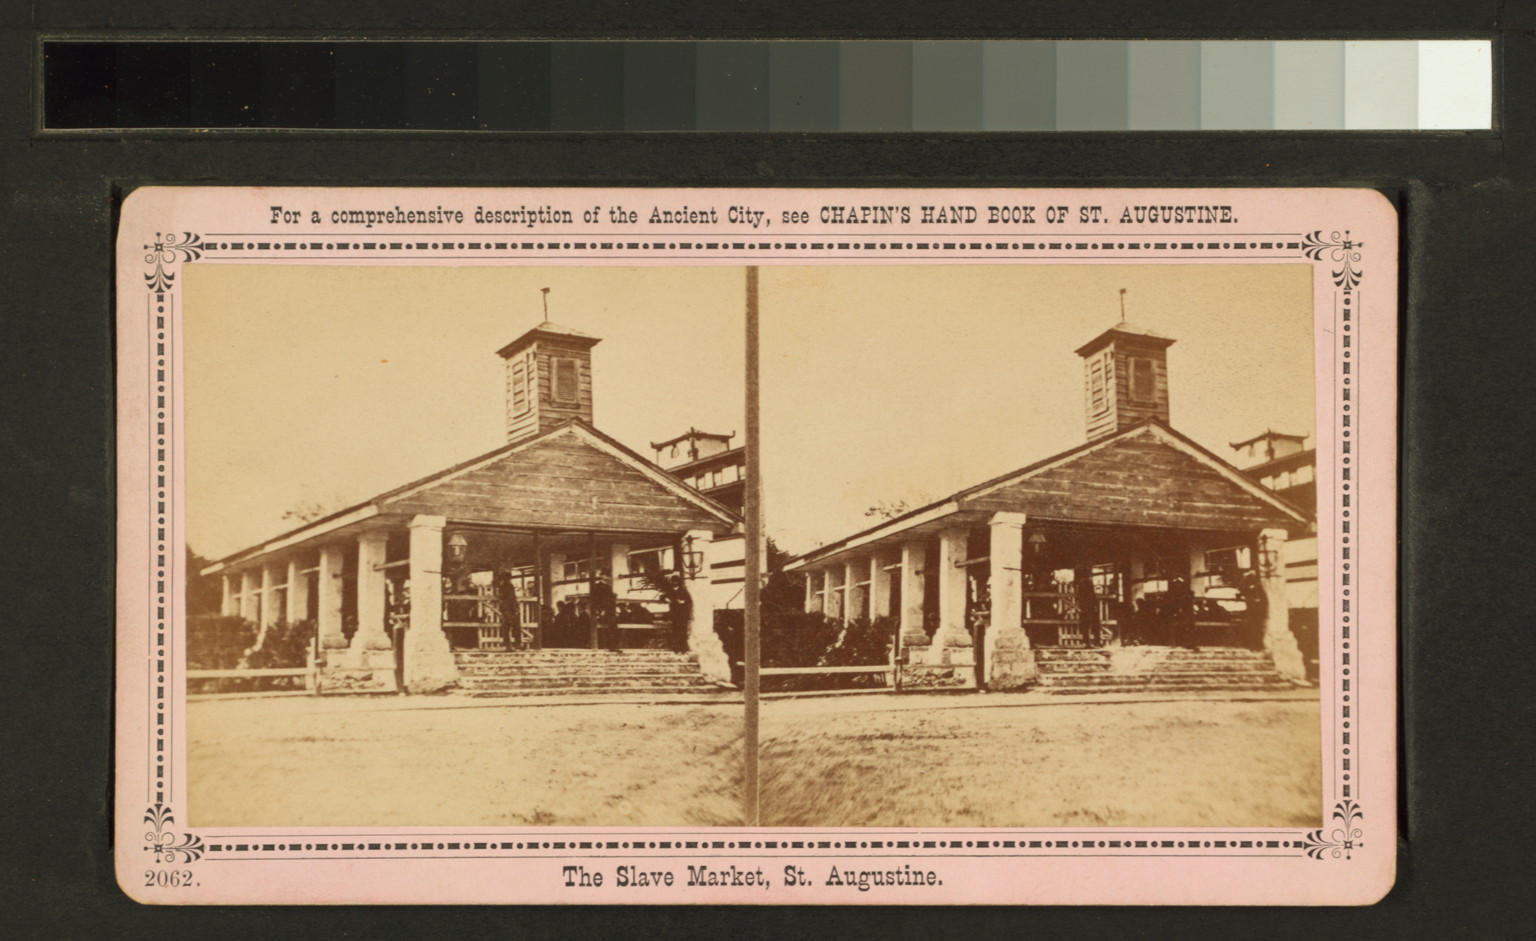 For a comprehensive description of the Ancient City, see CHAPIN'S HAND BOOK OF ST. AUGUSTINE.
2062.
The Slave Market, St. Augustine.